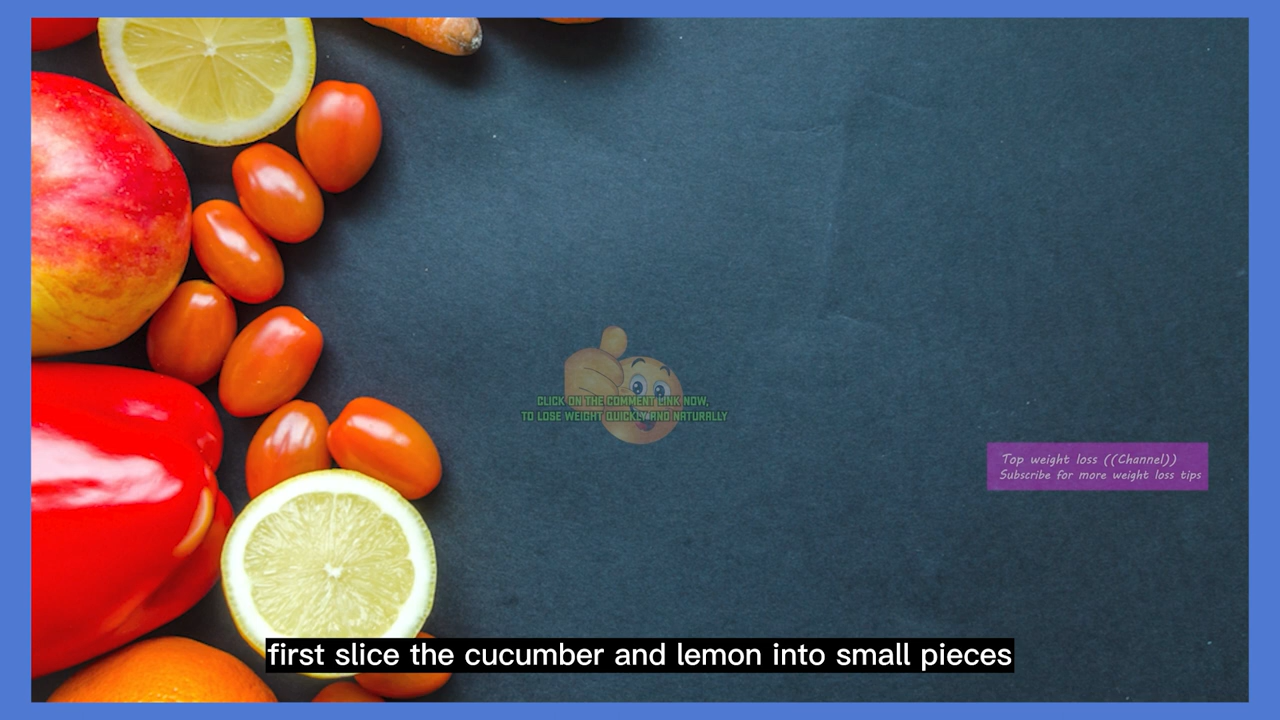 CLICK ON THE COMMENT LINK NOW,
TO LOSE WEIGHT QUICKLY AND NATURALLY
Top weight loss ((Channel))
Subscribe for more weight loss tips
first slice the cucumber and lemon into small pieces